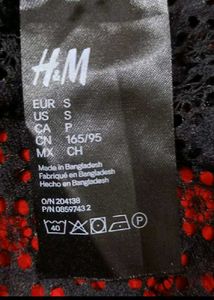 H&M
EUR S
US S
CA P
CN 165/95
MX CH
Made in Bangladesh
Fabriqué en Bangladesh
Hecho en Bangladesh
O/N 204138
P/N 0859743 2
40 P